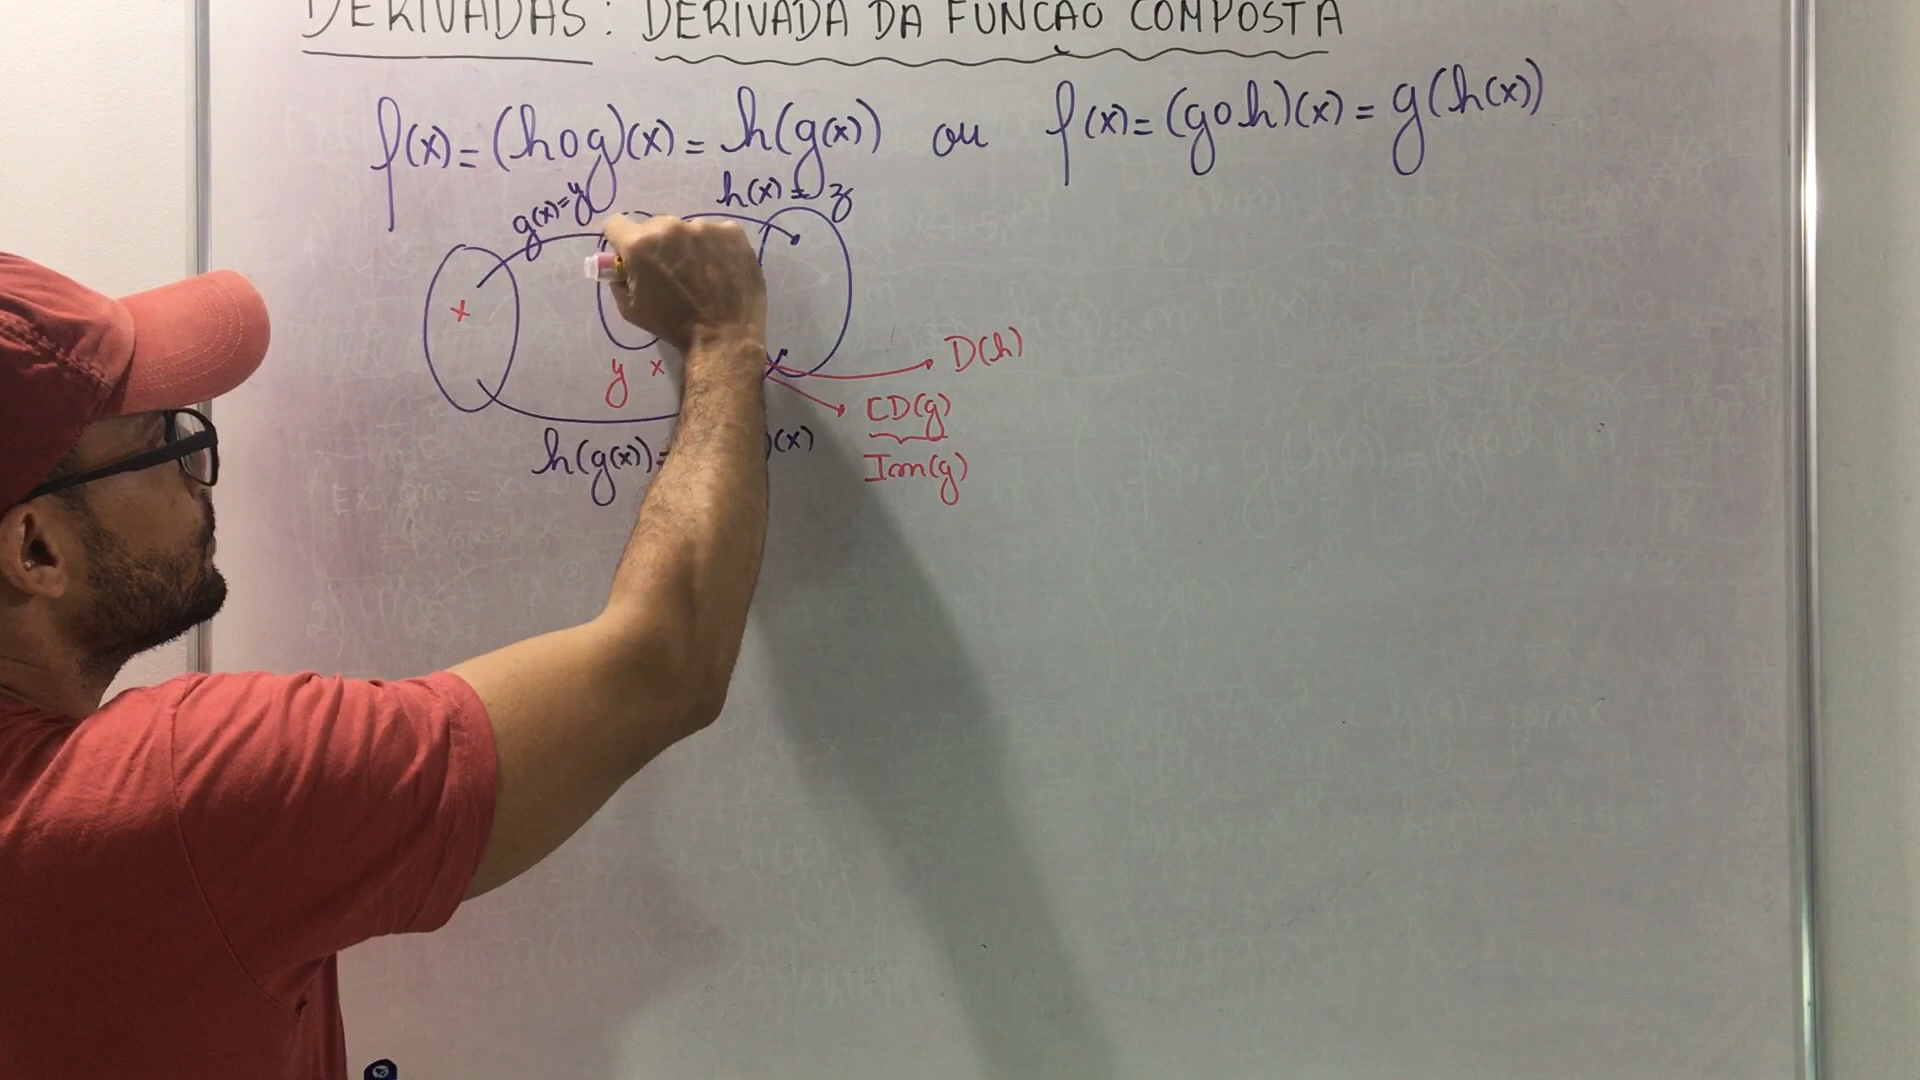 DERIVADAS: DERIVADA DA FUNÇÃO COMPOSTA
f(x) = (hog)(x) = h(g(x)) ou f(x) = (goh)(x) = g(h(x))
g(x)=y h(x) = z
x
y x
D(h)
CD(g)
Im(g)
h(g(x))= )(x)